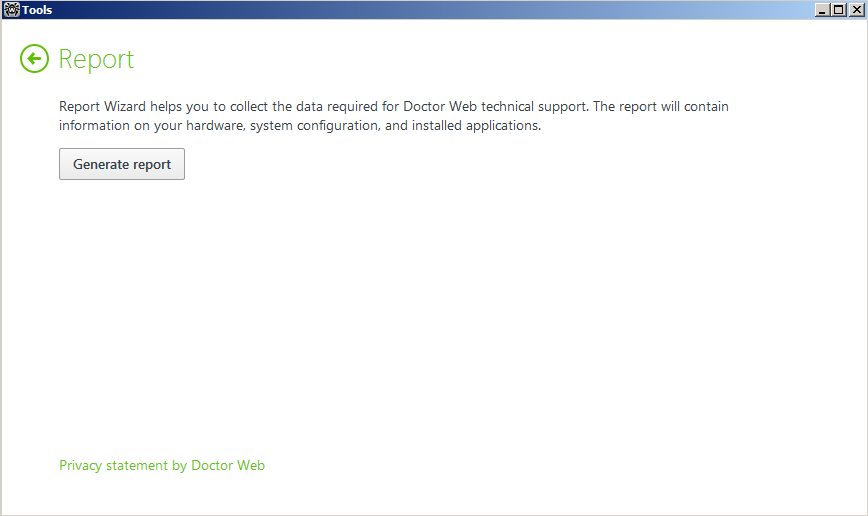 Tools
Report
Report Wizard helps you to collect the data required for Doctor Web technical support. The report will contain
information on your hardware, system configuration, and installed applications.
Generate report
Privacy statement by Doctor Web